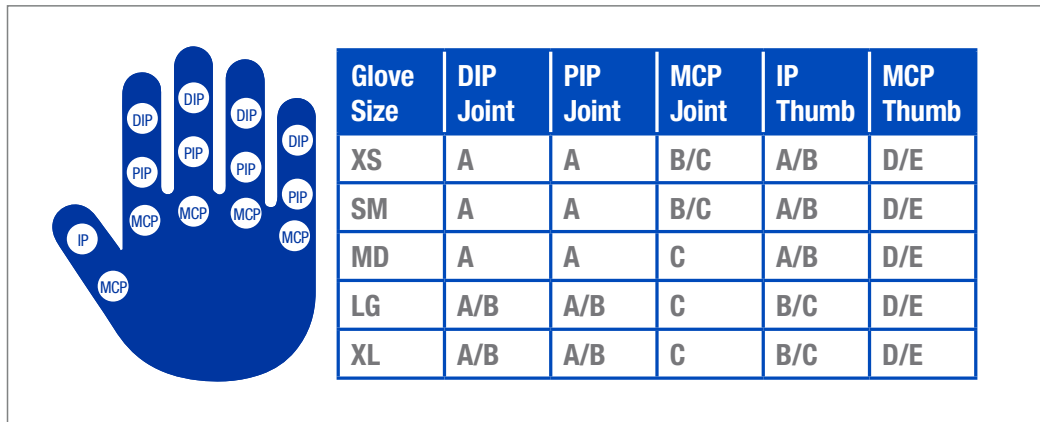 DIP
DIP DIP
DIP
PIP
PIP PIP
PIP
MCP MCP MCP
MCP
IP
MCP
Glove Size DIP Joint PIP Joint MCP Joint IP Thumb MCP Thumb
XS A A B/C A/B D/E
SM A A B/C A/B D/E
MD A A C A/B D/E
LG A/B A/B C B/C D/E
XL A/B A/B C B/C D/E